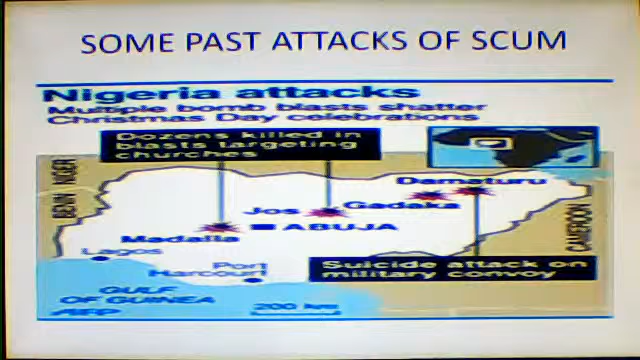 SOME PAST ATTACKS OF SCUM
Nigeria attacks
Multiple bomb blasts shatter
Christmas Day celebrations
Dozens killed in
blasts targeting
churches
BENIN
NIGER
Damaturu
Gadaka
Jos
ABUJA
Madalla
CAMEROON
Lagos
Port
Harcourt
Suicide attack on
military convoy
GULF
OF GUINEA
200 km
AFP